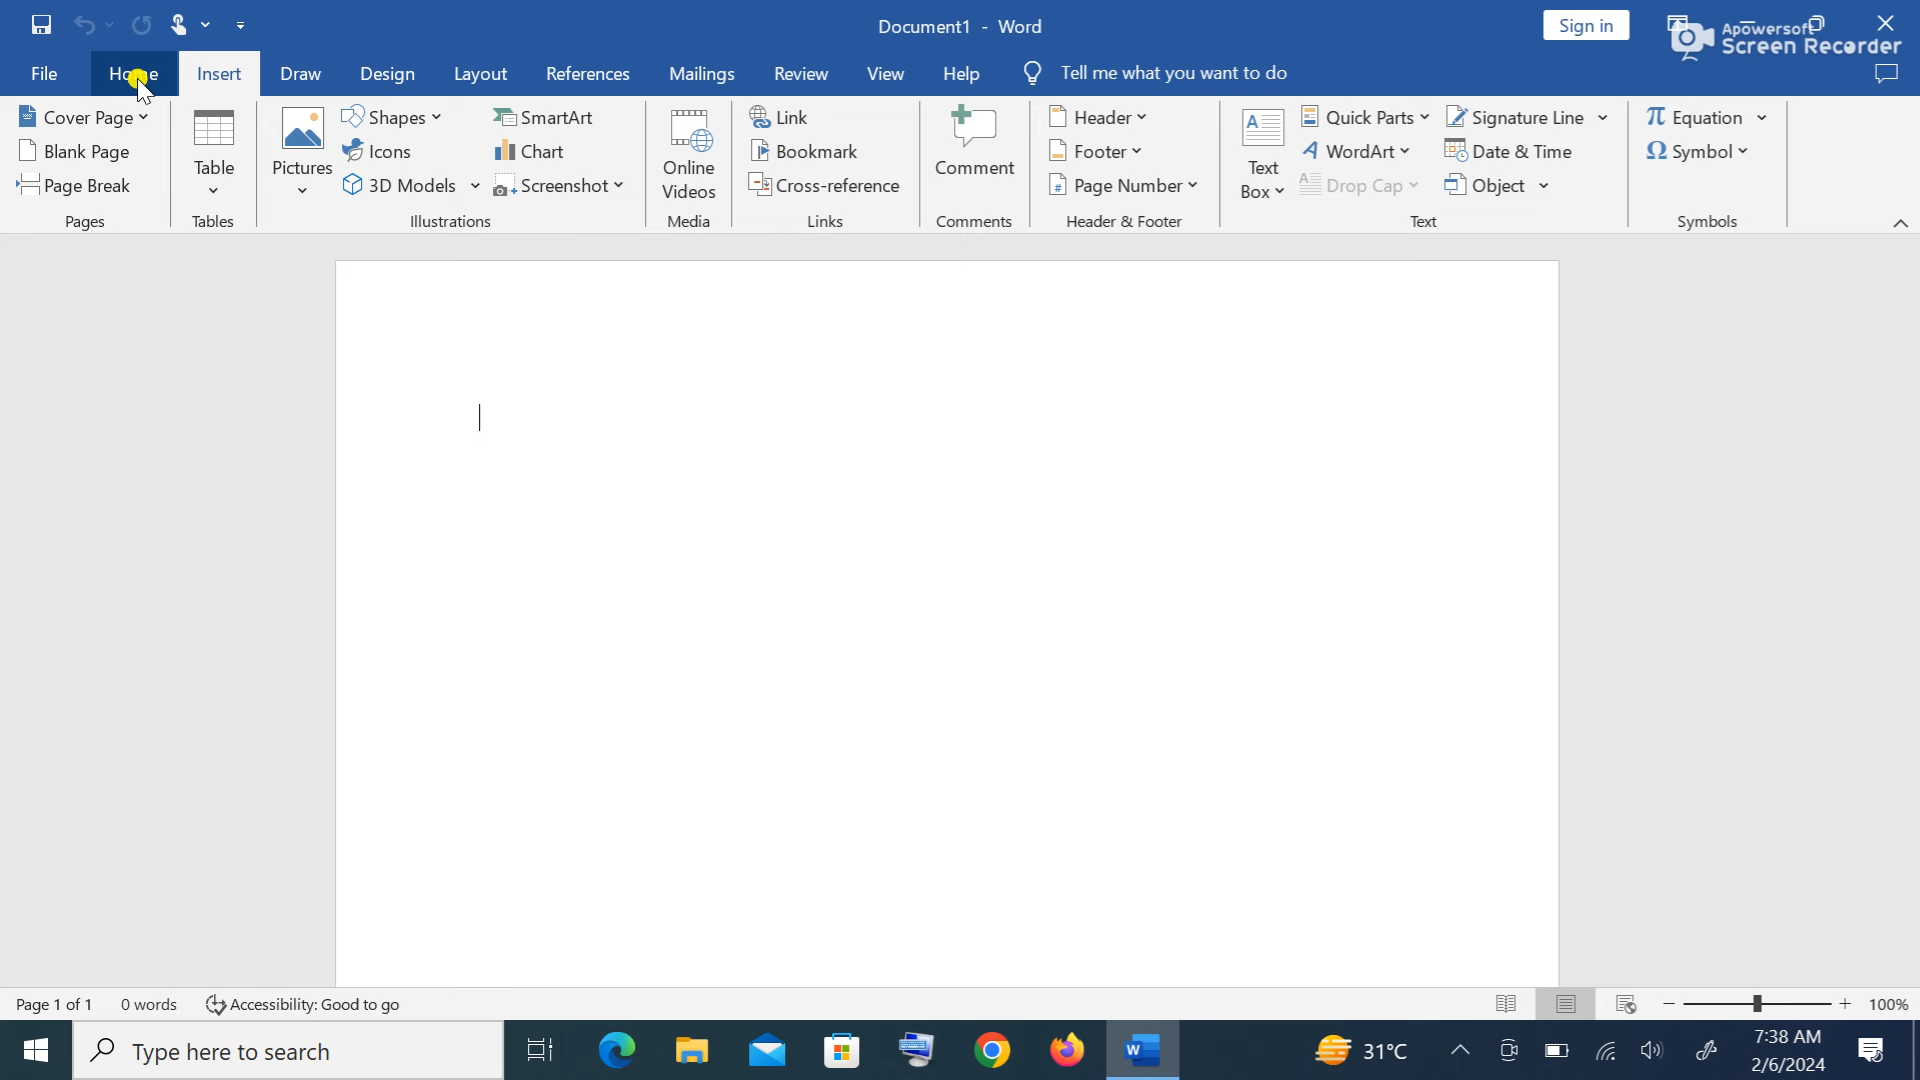 Document1 - Word
Sign in
Apowersoft
Screen Recorder
File Home Insert Draw Design Layout References Mailings Review View Help Tell me what you want to do
Cover Page
Blank Page
Page Break
Pages
Table
Tables
Pictures
Shapes
Icons
3D Models
SmartArt
Chart
Screenshot
Illustrations
Online
Videos
Media
Link
Bookmark
Cross-reference
Links
Comment
Comments
Header
Footer
Page Number
Header & Footer
Text
Box
Quick Parts
WordArt
Drop Cap
Signature Line
Date & Time
Object
Text
Equation
Symbol
Symbols
Page 1 of 1 0 words Accessibility: Good to go 100%
Type here to search
31°C
7:38 AM
2/6/2024